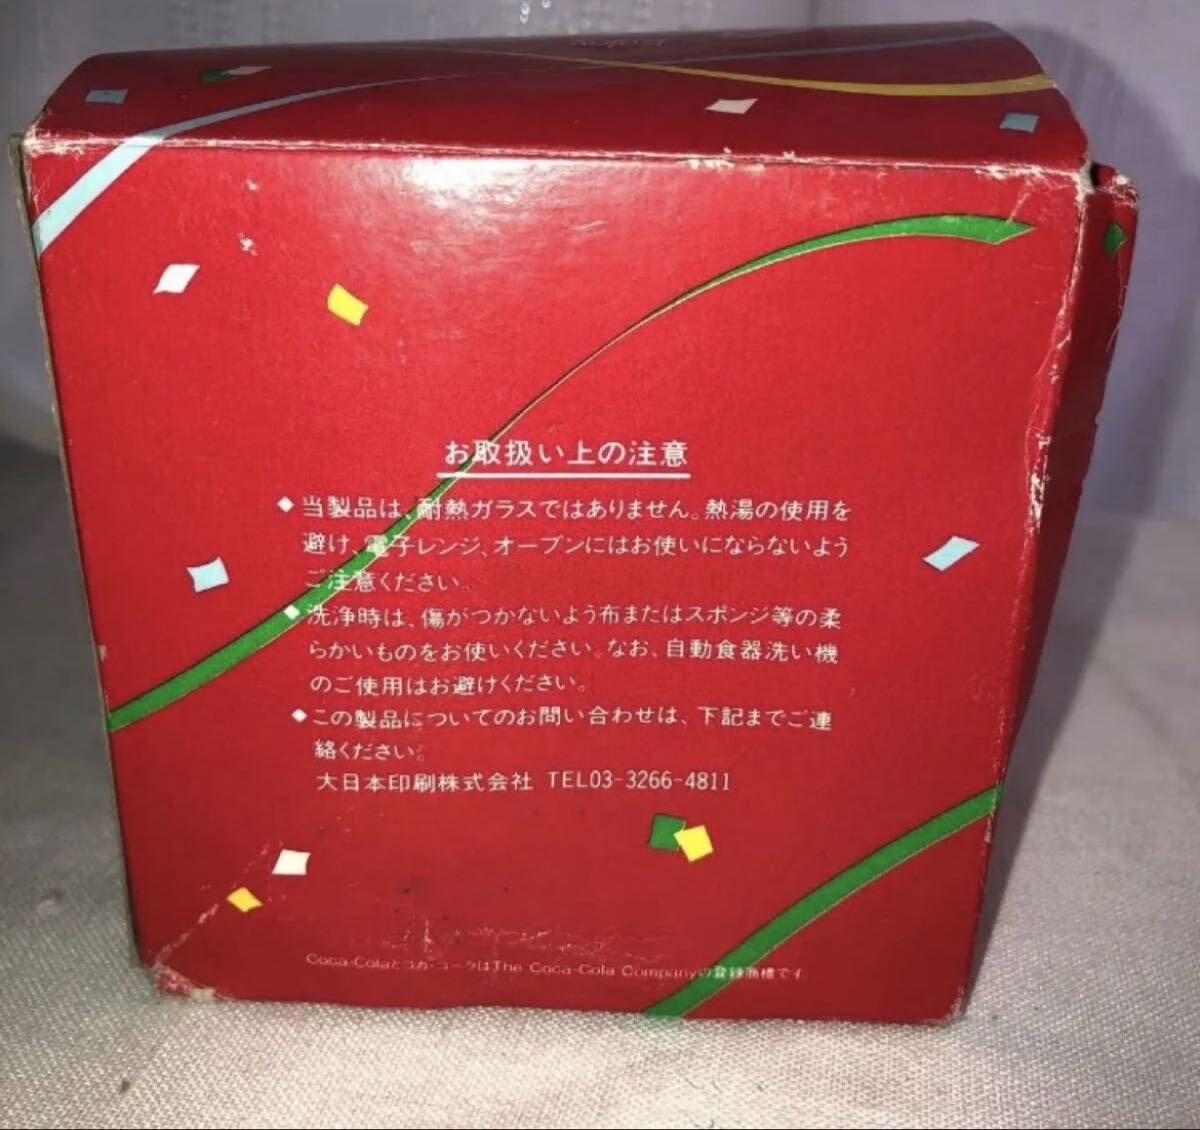 Enjoy
お取扱い上の注意
◆当製品は、耐熱ガラスではありません。熱湯の使用を
避け、電子レンジ、オーブンにはお使いにならないよう
ご注意ください。
◆洗浄時は、傷がつかないよう布またはスポンジ等の柔
らかいものをお使いください。なお、自動食器洗い機
のご使用はお避けください。
◆この製品についてのお問い合わせは、下記までご連
絡ください。
大日本印刷株式会社 TEL03-3266-4811
Coca-Colaとコカ・コーラはThe Coca-Cola Companyの登録商標です.